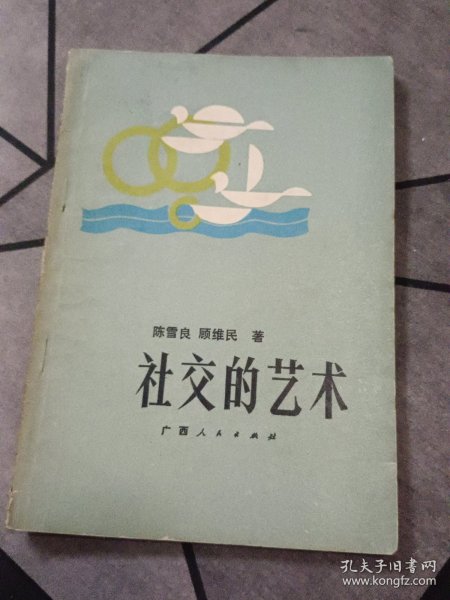 陈雪良 顾维民 著
社交的艺术
广西人民出版社
孔夫子旧书网
www.kongfz.com